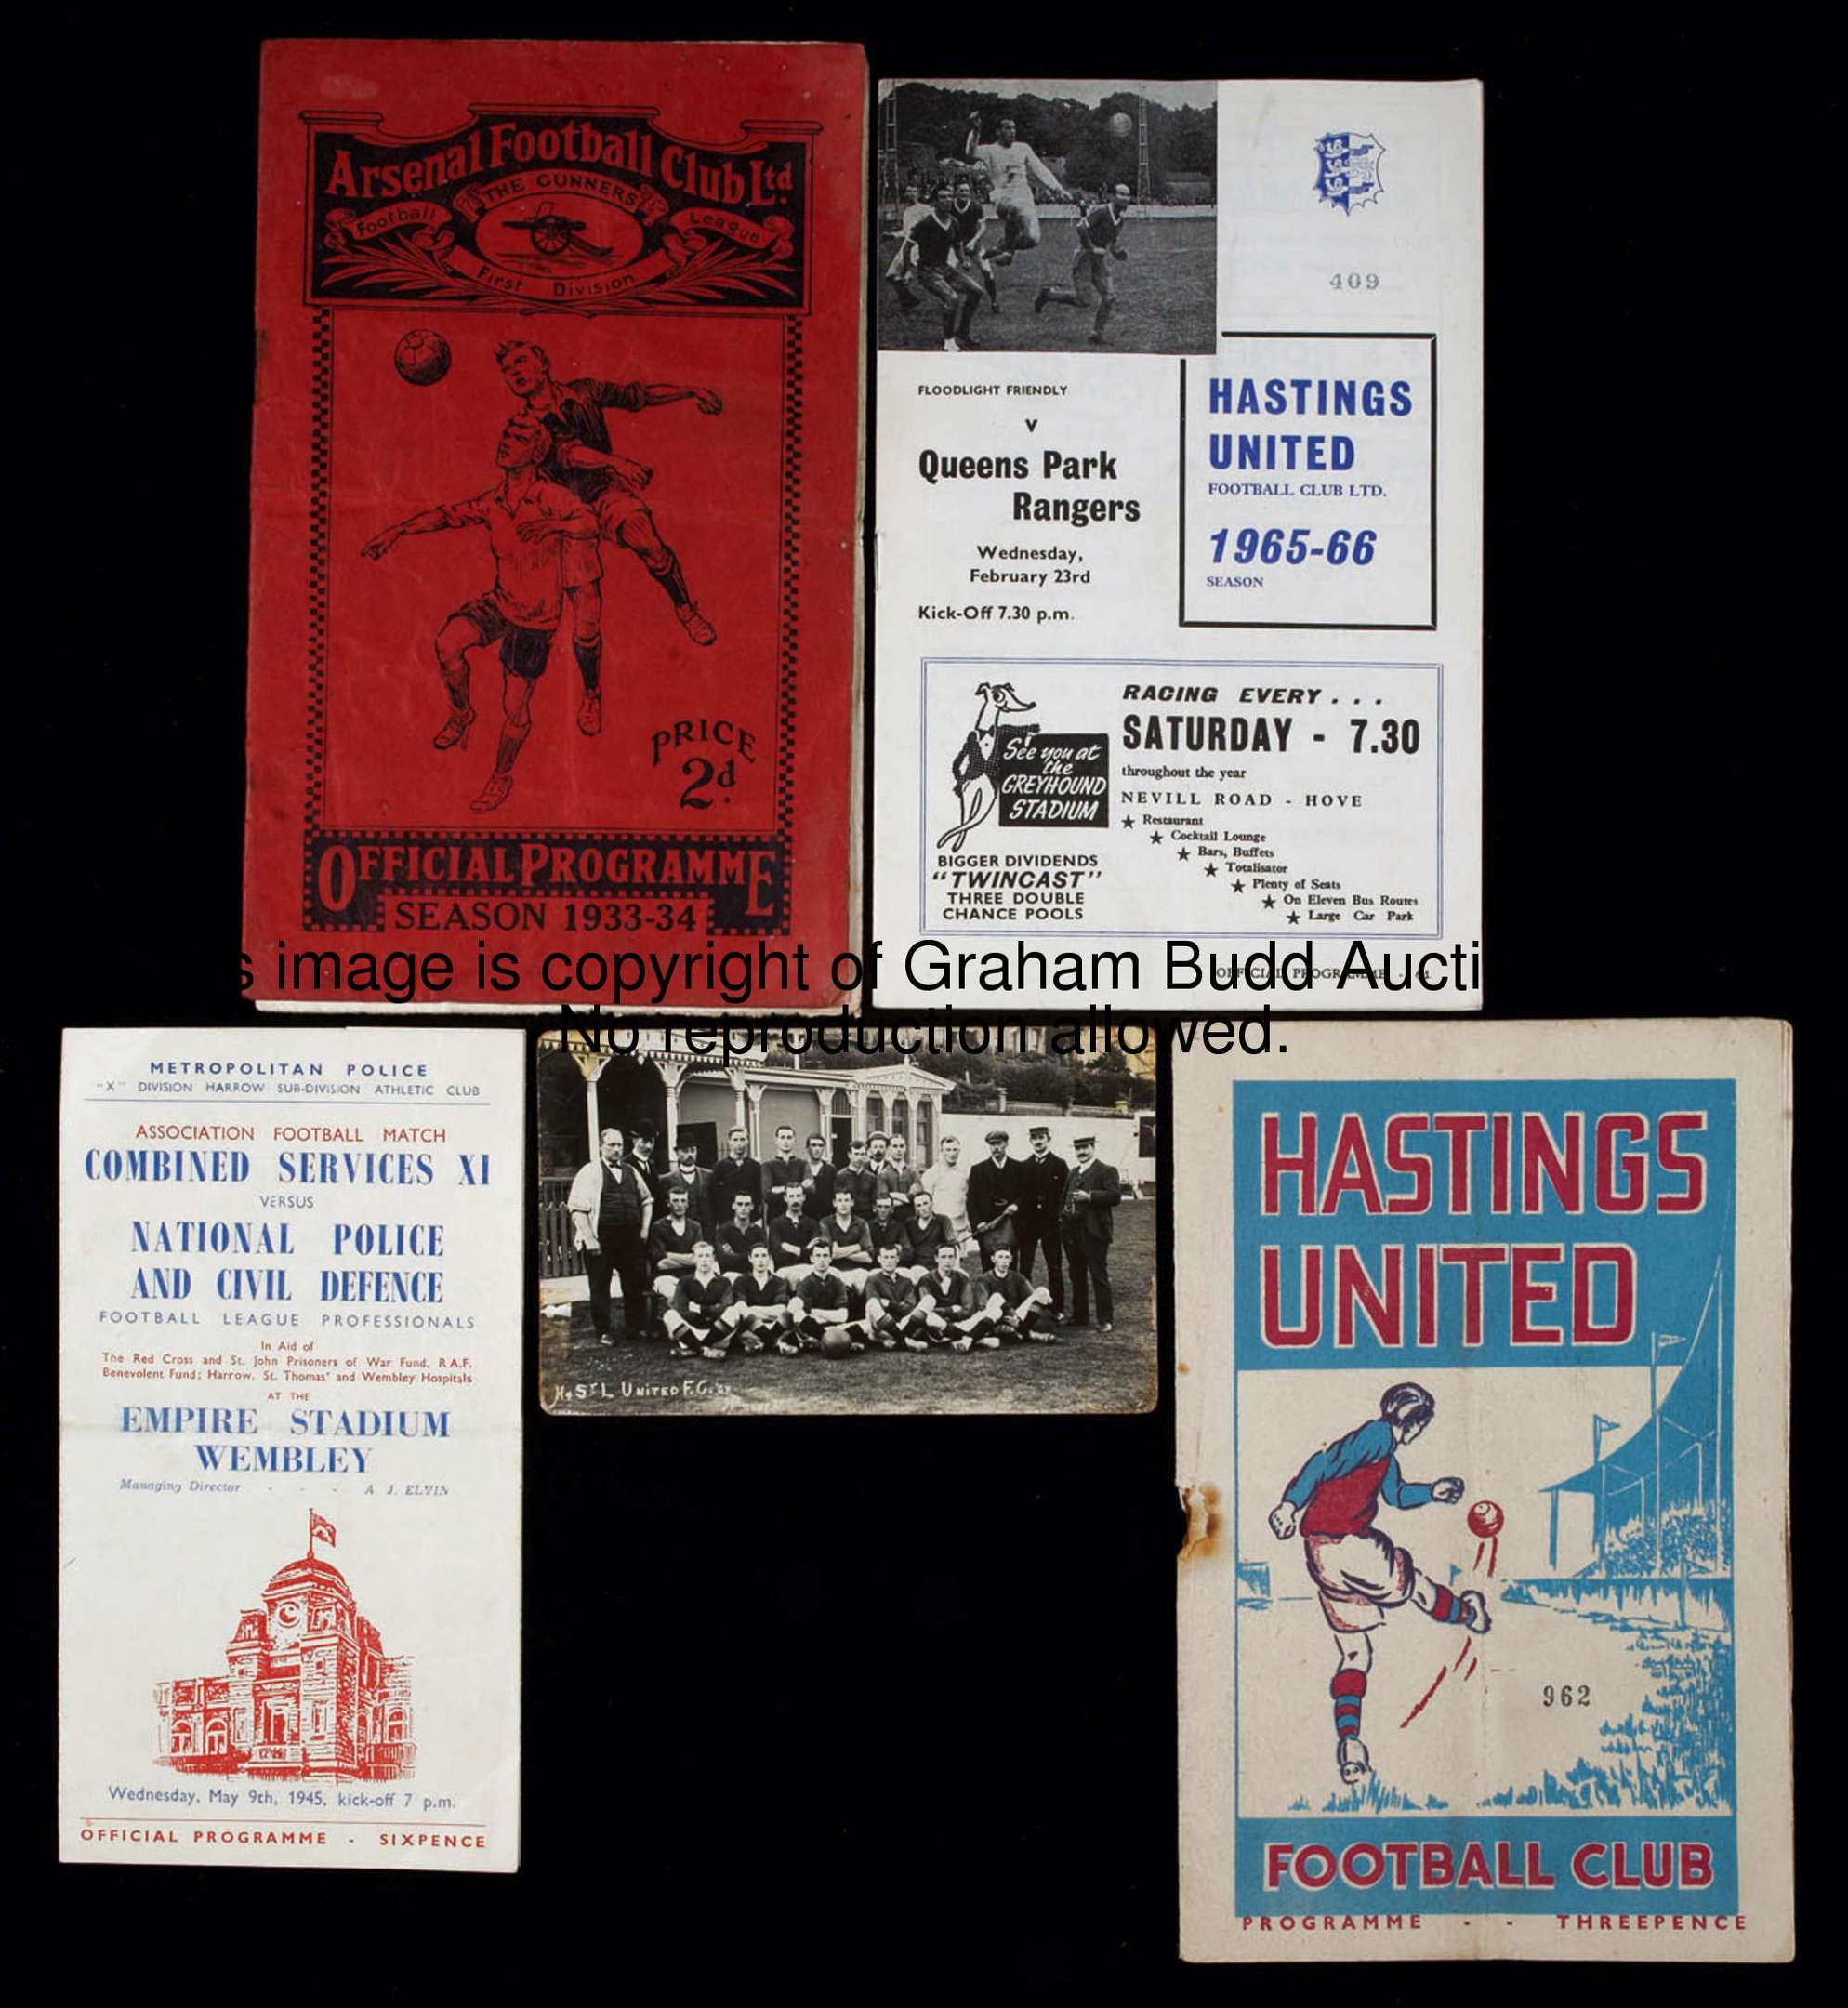 Arsenal Football Club Ltd.
THE GUNNERS
Football League
First Division
PRICE
2d.
OFFICIAL PROGRAMME
SEASON 1933-34
409
FLOODLIGHT FRIENDLY
V
Queens Park
Rangers
Wednesday,
February 23rd
Kick-Off 7.30 p.m.
HASTINGS
UNITED
FOOTBALL CLUB LTD.
1965-66
SEASON
See you at
the
GREYHOUND
STADIUM
BIGGER DIVIDENDS
"TWINCAST"
THREE DOUBLE
CHANCE POOLS
RACING EVERY . . .
SATURDAY - 7.30
throughout the year
NEVILL ROAD - HOVE
★ Restaurant
★ Cocktail Lounge
★ Bars, Buffets
★ Totalisator
★ Plenty of Seats
★ On Eleven Bus Routes
★ Large Car Park
OFFICIAL PROGRAMME
s image is copyright of Graham Budd Aucti
No reproduction allowed.
METROPOLITAN POLICE
"X" DIVISION HARROW SUB-DIVISION ATHLETIC CLUB
ASSOCIATION FOOTBALL MATCH
COMBINED SERVICES XI
VERSUS
NATIONAL POLICE
AND CIVIL DEFENCE
FOOTBALL LEAGUE PROFESSIONALS
In Aid of
The Red Cross and St. John Prisoners of War Fund, R.A.F.
Benevolent Fund; Harrow, St. Thomas' and Wembley Hospitals
AT THE
EMPIRE STADIUM
WEMBLEY
Managing Director - - - A. J. ELVIN
Wednesday, May 9th, 1945, kick-off 7 p.m.
OFFICIAL PROGRAMME - SIXPENCE
H. & ST L UNITED F.C.
HASTINGS
UNITED
962
FOOTBALL CLUB
PROGRAMME - - THREEPENCE